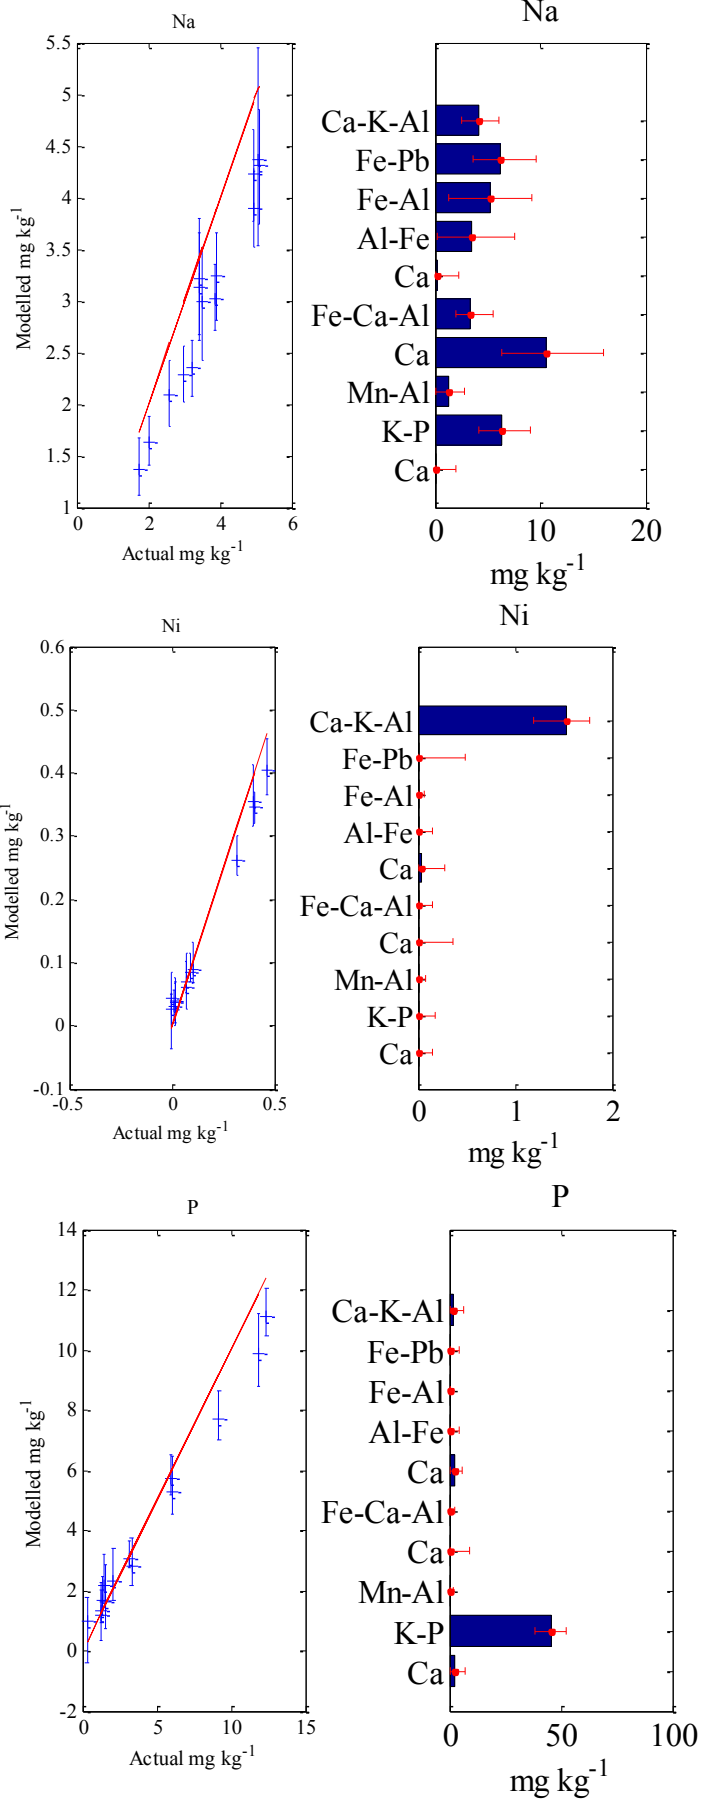 Na
5.5
5
4.5
4
3.5
3
2.5
2
1.5
1
0
2
4
6
Modelled mg kg-1
Actual mg kg-1
Na
Ca-K-Al
Fe-Pb
Fe-Al
Al-Fe
Ca
Fe-Ca-Al
Ca
Mn-Al
K-P
Ca
0
10
20
mg kg-1
Ni
0.6
0.5
0.4
0.3
0.2
0.1
0
-0.1
-0.5
0
0.5
Modelled mg kg-1
Actual mg kg-1
Ni
Ca-K-Al
Fe-Pb
Fe-Al
Al-Fe
Ca
Fe-Ca-Al
Ca
Mn-Al
K-P
Ca
0
1
2
mg kg-1
P
14
12
10
8
6
4
2
0
-2
0
5
10
15
Modelled mg kg-1
Actual mg kg-1
P
Ca-K-Al
Fe-Pb
Fe-Al
Al-Fe
Ca
Fe-Ca-Al
Ca
Mn-Al
K-P
Ca
0
50
100
mg kg-1